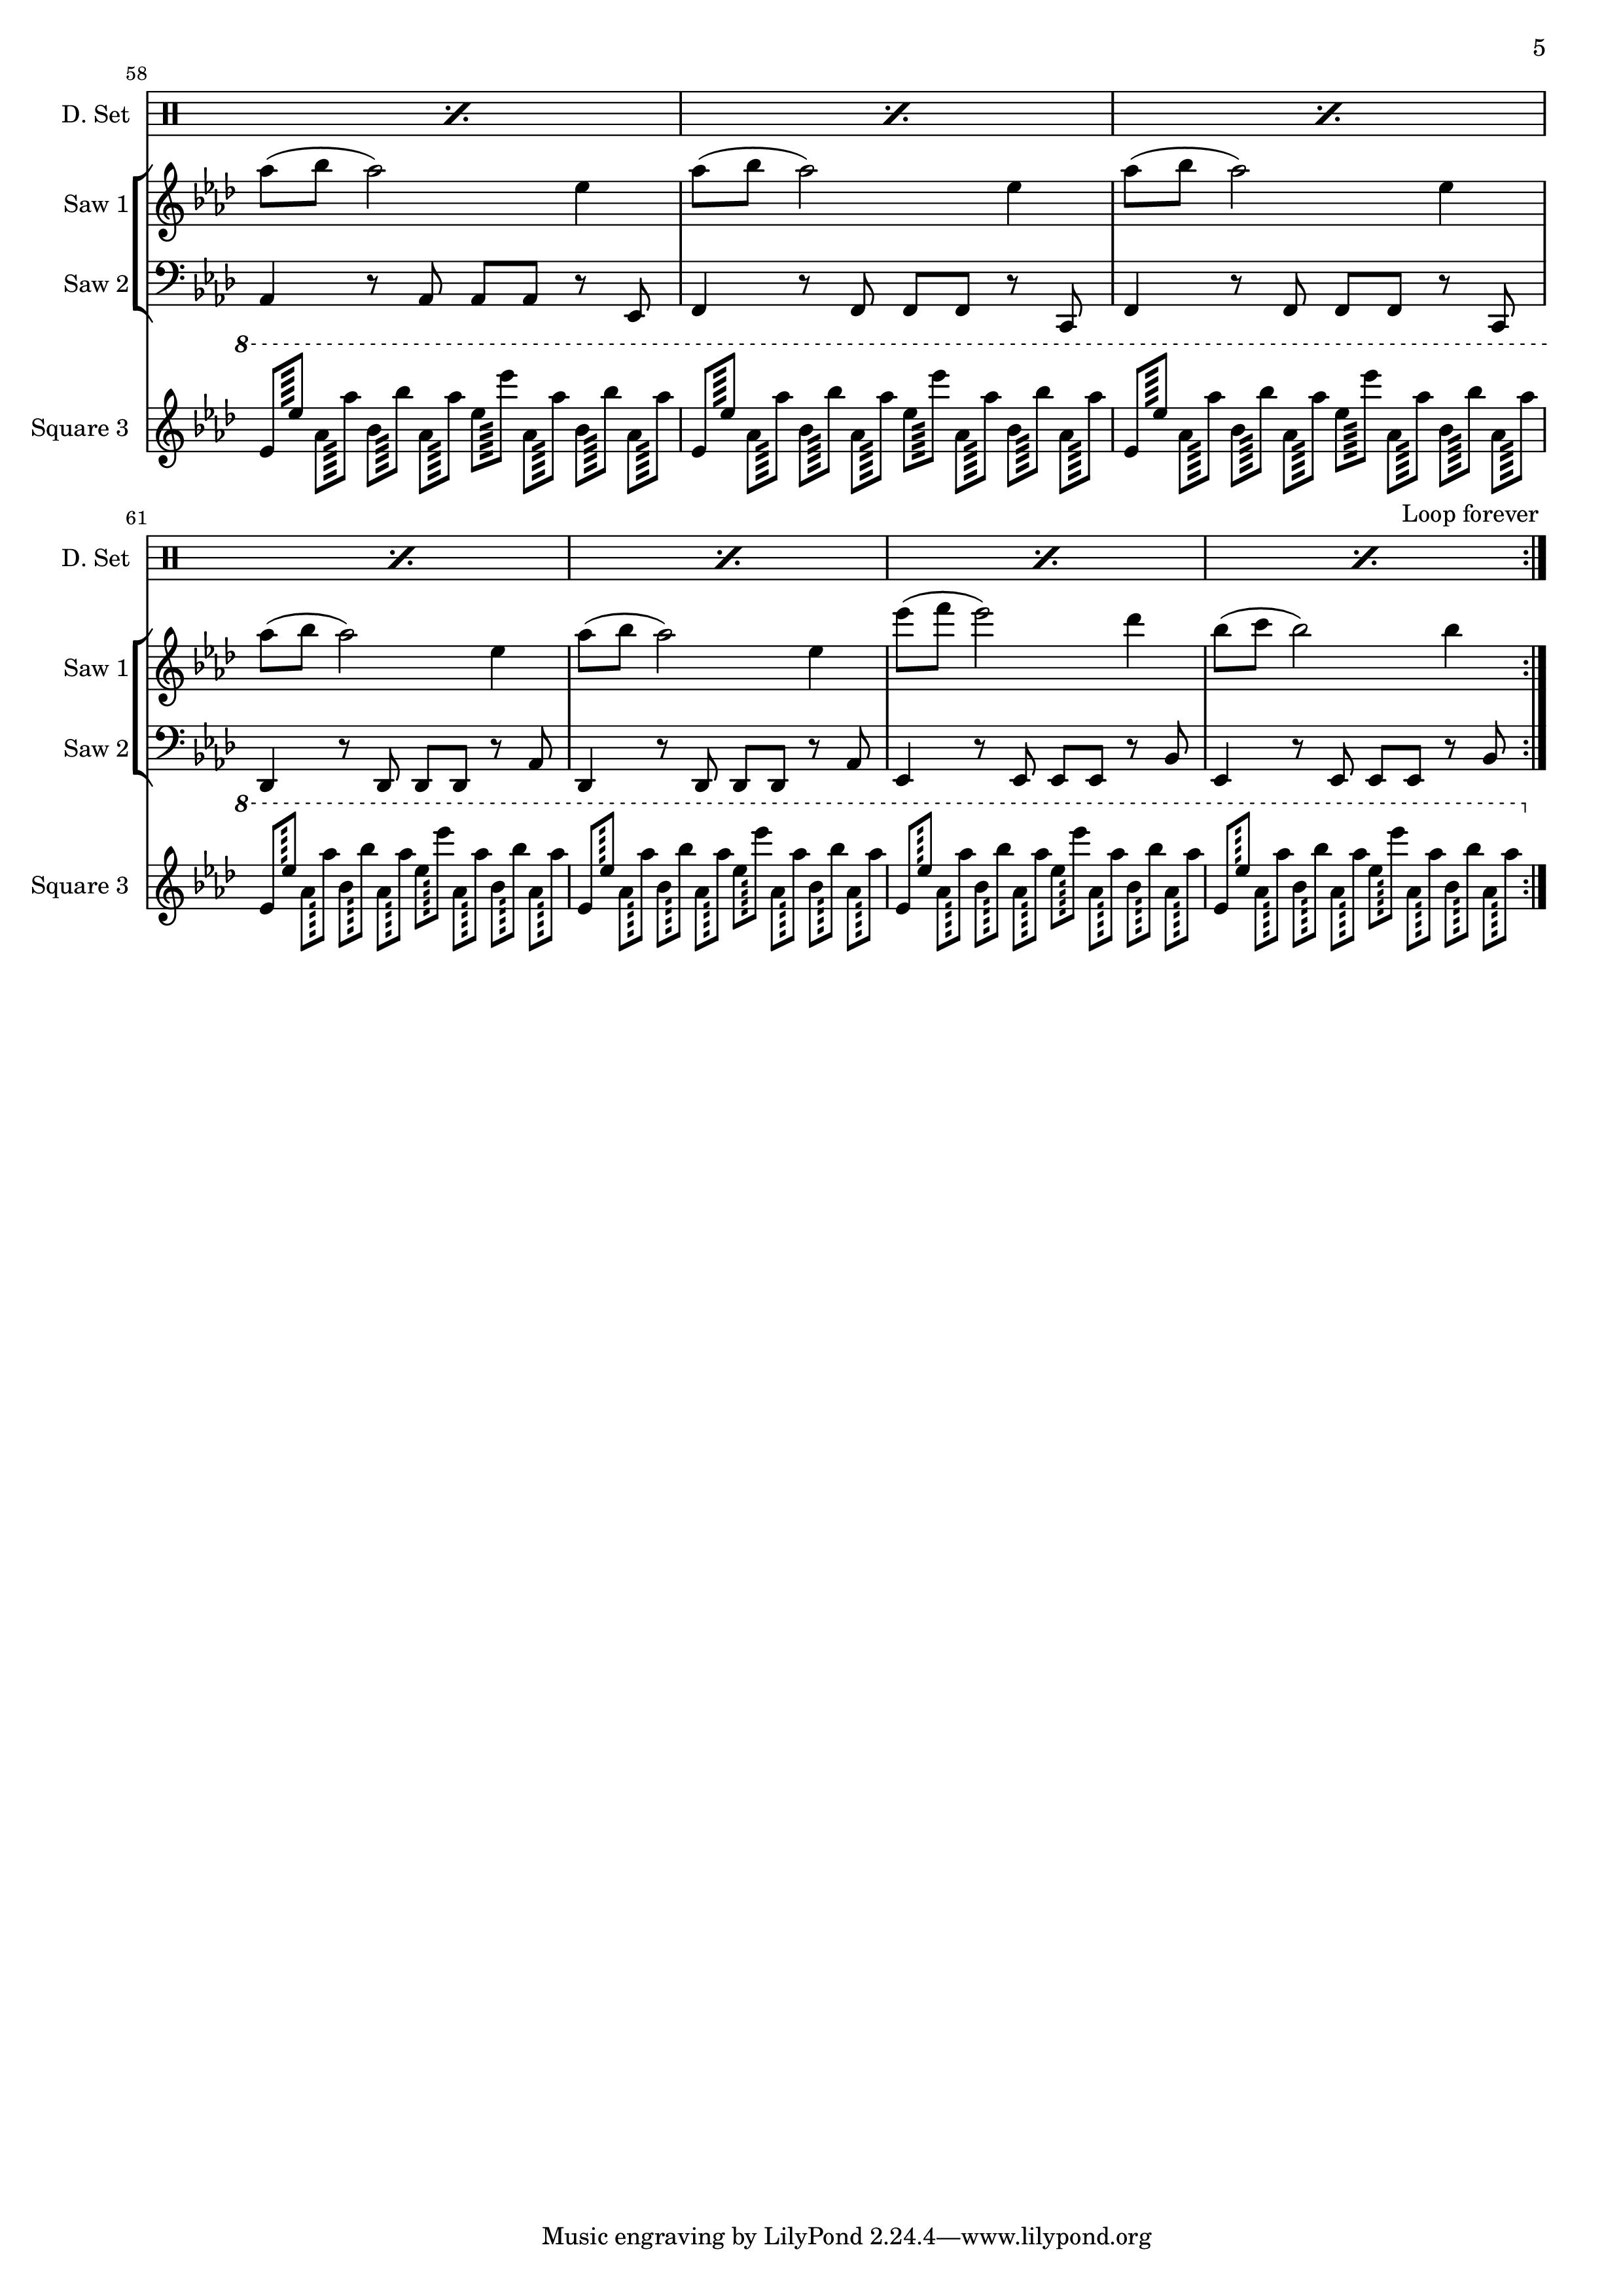 5
58
D. Set
Saw 1
Saw 2
8
Square 3
Loop forever
61
D. Set
Saw 1
Saw 2
8
Square 3
Music engraving by LilyPond 2.24.4—www.lilypond.org